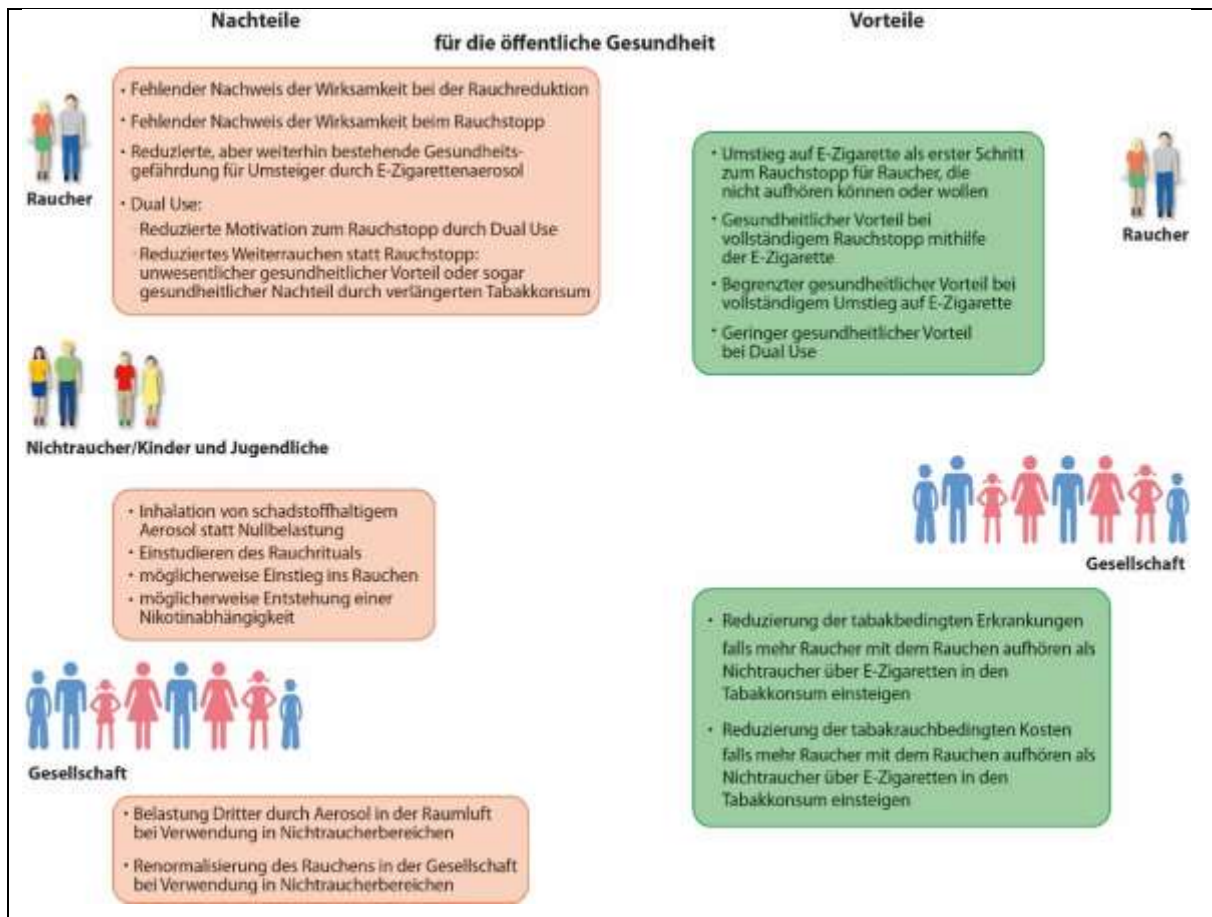 Nachteile
Vorteile
für die öffentliche Gesundheit
• Fehlender Nachweis der Wirksamkeit bei der Rauchreduktion
• Fehlender Nachweis der Wirksamkeit beim Rauchstopp
• Reduzierte, aber weiterhin bestehende Gesundheits-
gefährdung für Umsteiger durch E-Zigarettenaerosol
• Dual Use:
Reduzierte Motivation zum Rauchstopp durch Dual Use
· Reduziertes Weiterrauchen statt Rauchstopp:
unwesentlicher gesundheitlicher Vorteil oder sogar
gesundheitlicher Nachteil durch verlängerten Tabakkonsum
Raucher
Nichtraucher/Kinder und Jugendliche
• Inhalation von schadstoffhaltigem
Aerosol statt Nullbelastung
• Einstudieren des Rauchrituals
• möglicherweise Einstieg ins Rauchen
• möglicherweise Entstehung einer
Nikotinabhängigkeit
Gesellschaft
• Belastung Dritter durch Aerosol in der Raumluft
bei Verwendung in Nichtraucherbereichen
• Renormalisierung des Rauchens in der Gesellschaft
bei Verwendung in Nichtraucherbereichen
• Umstieg auf E-Zigarette als erster Schritt
zum Rauchstopp für Raucher, die
nicht aufhören können oder wollen
• Gesundheitlicher Vorteil bei
vollständigem Rauchstopp mithilfe
der E-Zigarette
• Begrenzter gesundheitlicher Vorteil bei
vollständigem Umstieg auf E-Zigarette
• Geringer gesundheitlicher Vorteil
bei Dual Use
Raucher
Gesellschaft
• Reduzierung der tabakbedingten Erkrankungen
falls mehr Raucher mit dem Rauchen aufhören als
Nichtraucher über E-Zigaretten in den
Tabakkonsum einsteigen
• Reduzierung der tabakrauchbedingten Kosten
falls mehr Raucher mit dem Rauchen aufhören als
Nichtraucher über E-Zigaretten in den
Tabakkonsum einsteigen